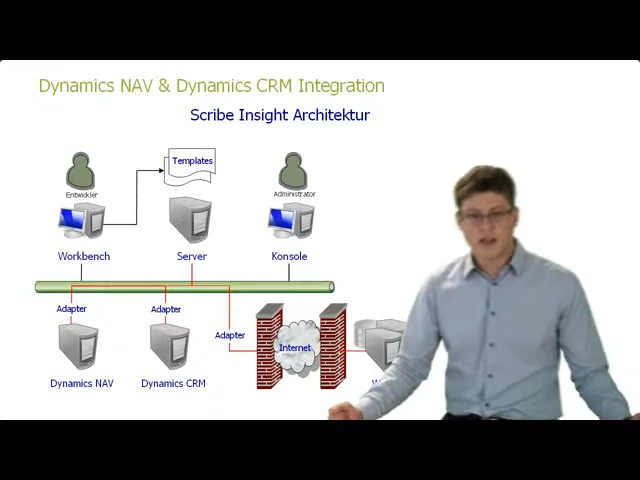 Dynamics NAV & Dynamics CRM Integration
Scribe Insight Architektur
Templates
Entwickler
Administrator
Workbench
Server
Konsole
Adapter
Adapter
Adapter
Internet
Dynamics NAV
Dynamics CRM